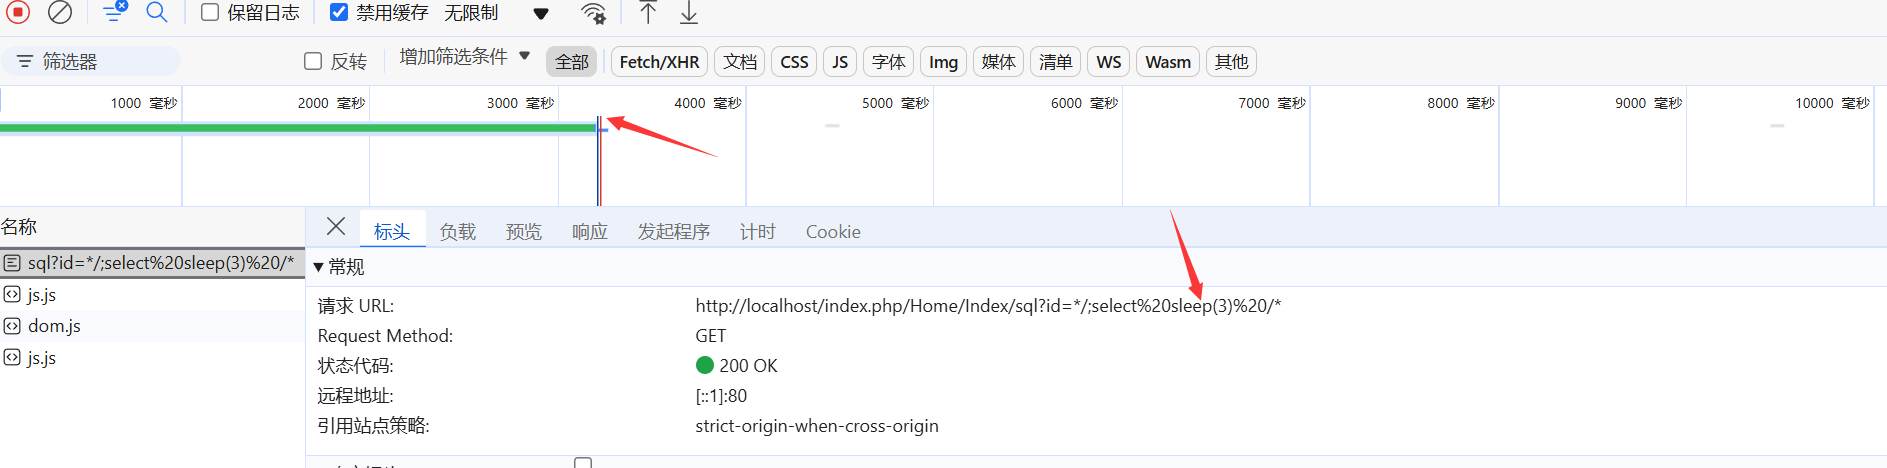 保留日志 禁用缓存 无限制
筛选器 反转 增加筛选条件 全部 Fetch/XHR 文档 CSS JS 字体 Img 媒体 清单 WS Wasm 其他
1000 毫秒 2000 毫秒 3000 毫秒 4000 毫秒 5000 毫秒 6000 毫秒 7000 毫秒 8000 毫秒 9000 毫秒 10000 毫秒
名称
sql?id=*/;select%20sleep(3)%20/*
js.js
dom.js
js.js
标头 负载 预览 响应 发起程序 计时 Cookie
常规
请求 URL: http://localhost/index.php/Home/Index/sql?id=*/;select%20sleep(3)%20/*
Request Method: GET
状态代码: 200 OK
远程地址: [::1]:80
引用站点策略: strict-origin-when-cross-origin